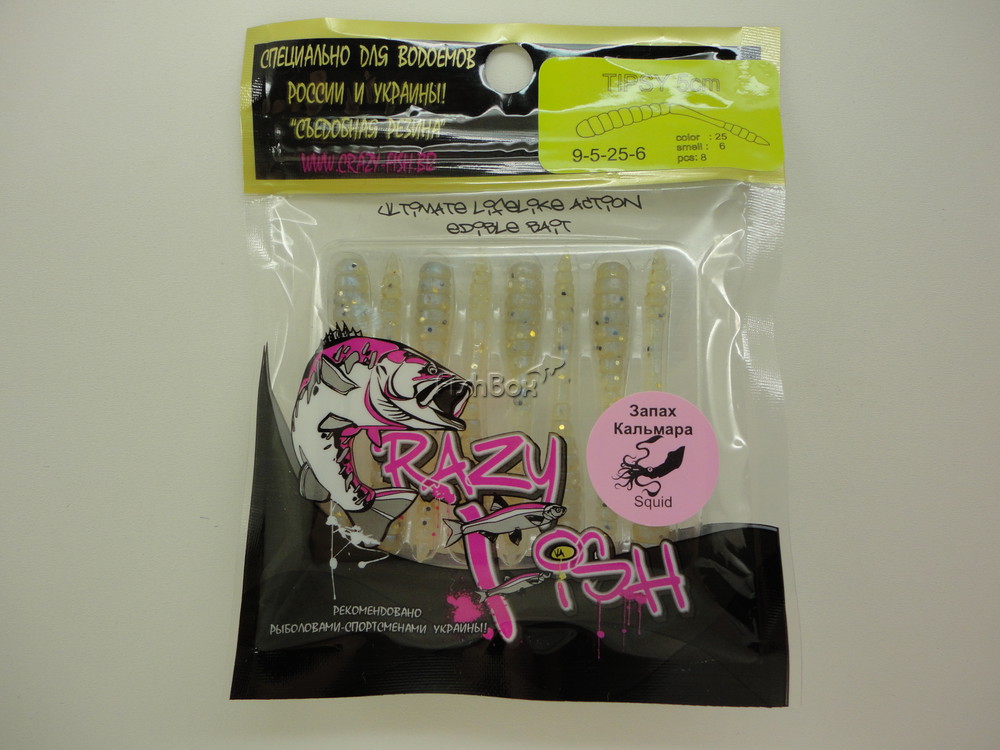 СПЕЦИАЛЬНО ДЛЯ ВОДОЕМОВ
РОССИИ И УКРАИНЫ!
"СЪЕДОБНАЯ РЕЗИНА"
WWW.CRAZY-FISH.BIZ
9-5-25-6
color : 25
smell : 6
pcs: 8
ULTIMATE LIFELIKE ACTION
EDIBLE BAIT
FishBox
Запах
Кальмара
Squid
CRAZY
FISH
РЕКОМЕНДОВАНО
РЫБОЛОВАМИ-СПОРТСМЕНАМИ УКРАИНЫ!